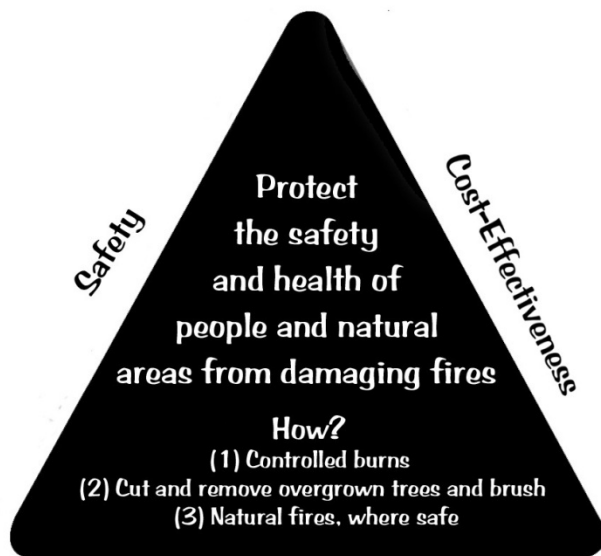 Safety
Cost-Effectiveness
Protect
the safety
and health of
people and natural
areas from damaging fires
How?
(1) Controlled burns
(2) Cut and remove overgrown trees and brush
(3) Natural fires, where safe